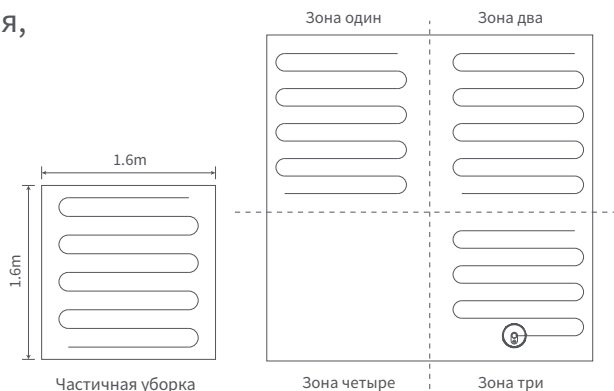 я,
Зона один
Зона два
1.6m
1.6m
Частичная уборка
Зона четыре
Зона три